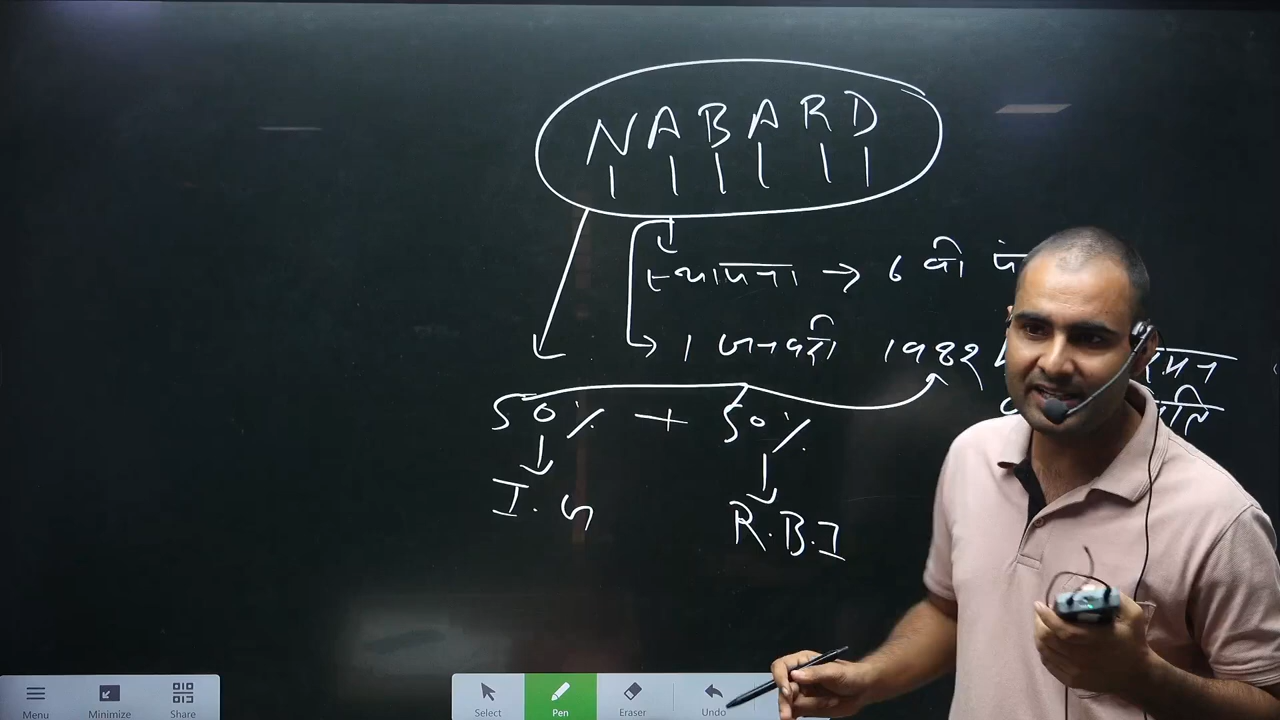 NABARD
स्थापना → 6 वी
1 जनवरी 1982
50% + 50%
I. G
R.B.I
Menu Minimize Share Select Pen Eraser Undo